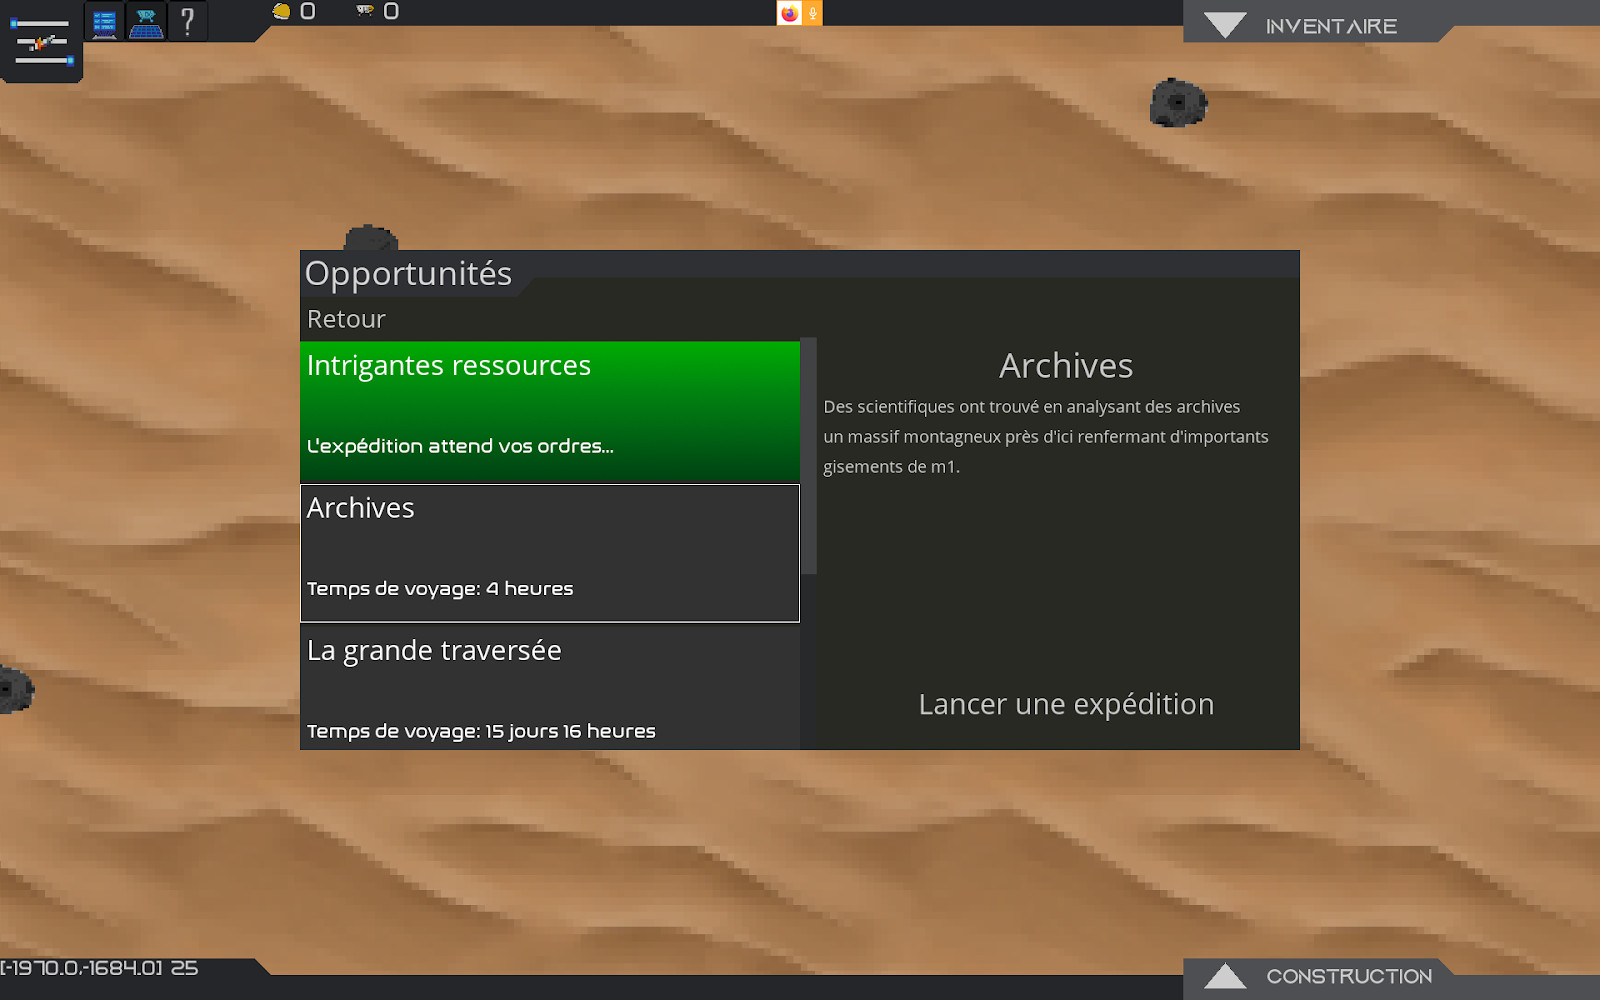 ?
0
0
INVENTAIRE
Opportunités
Retour
Intrigantes ressources
L'expédition attend vos ordres...
Archives
Temps de voyage: 4 heures
La grande traversée
Temps de voyage: 15 jours 16 heures
Archives
Des scientifiques ont trouvé en analysant des archives
un massif montagneux près d'ici renfermant d'importants
gisements de m1.
Lancer une expédition
[-1970.0,-1684.0] 25
CONSTRUCTION